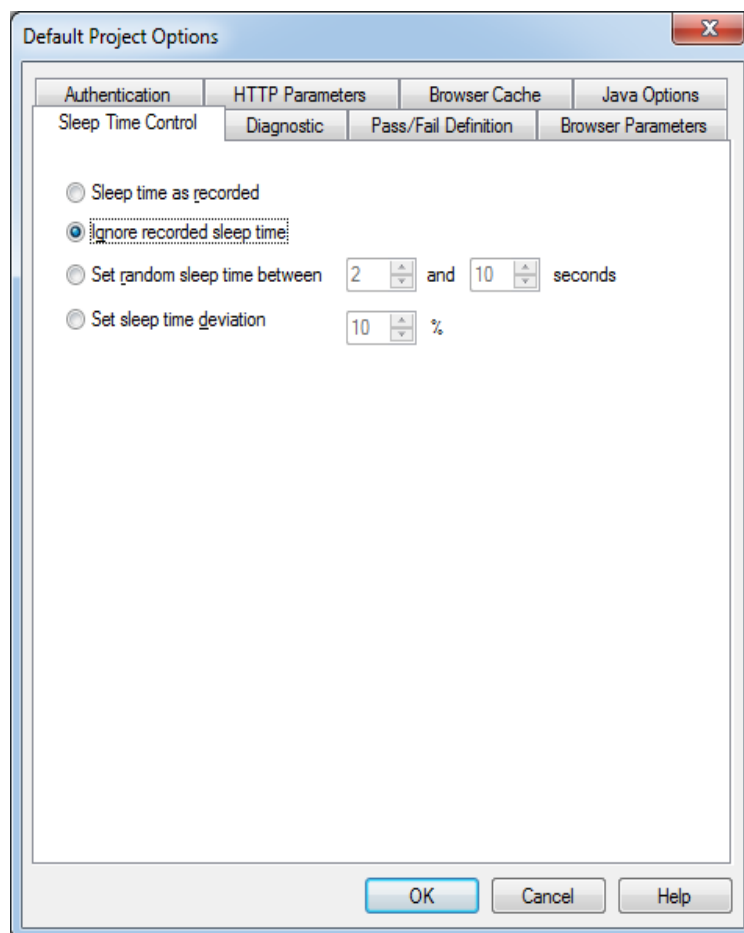 Default Project Options
X
Authentication HTTP Parameters Browser Cache Java Options
Sleep Time Control Diagnostic Pass/Fail Definition Browser Parameters
Sleep time as recorded
Ignore recorded sleep time
Set random sleep time between 2 and 10 seconds
Set sleep time deviation 10 %
OK Cancel Help